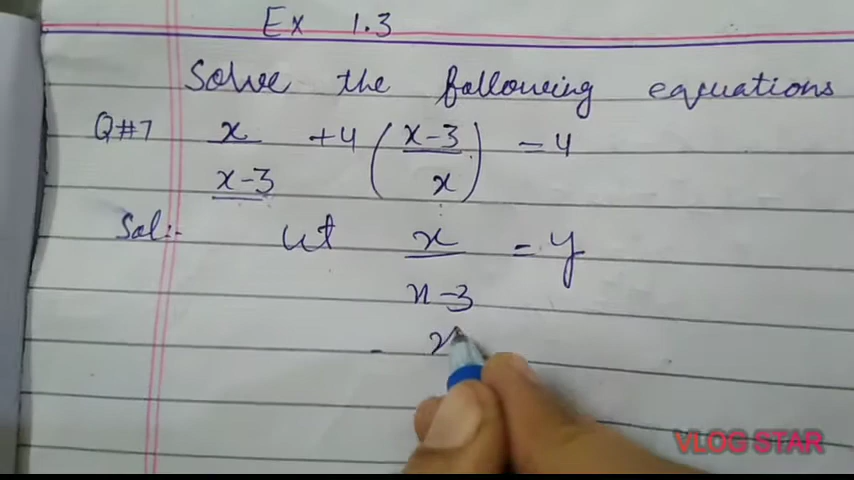 Ex 1.3
Solve the following equations
Q#7 x/x-3 +4(x-3/x) =4
Sol:- let x/x-3 = y
x
VLOG STAR